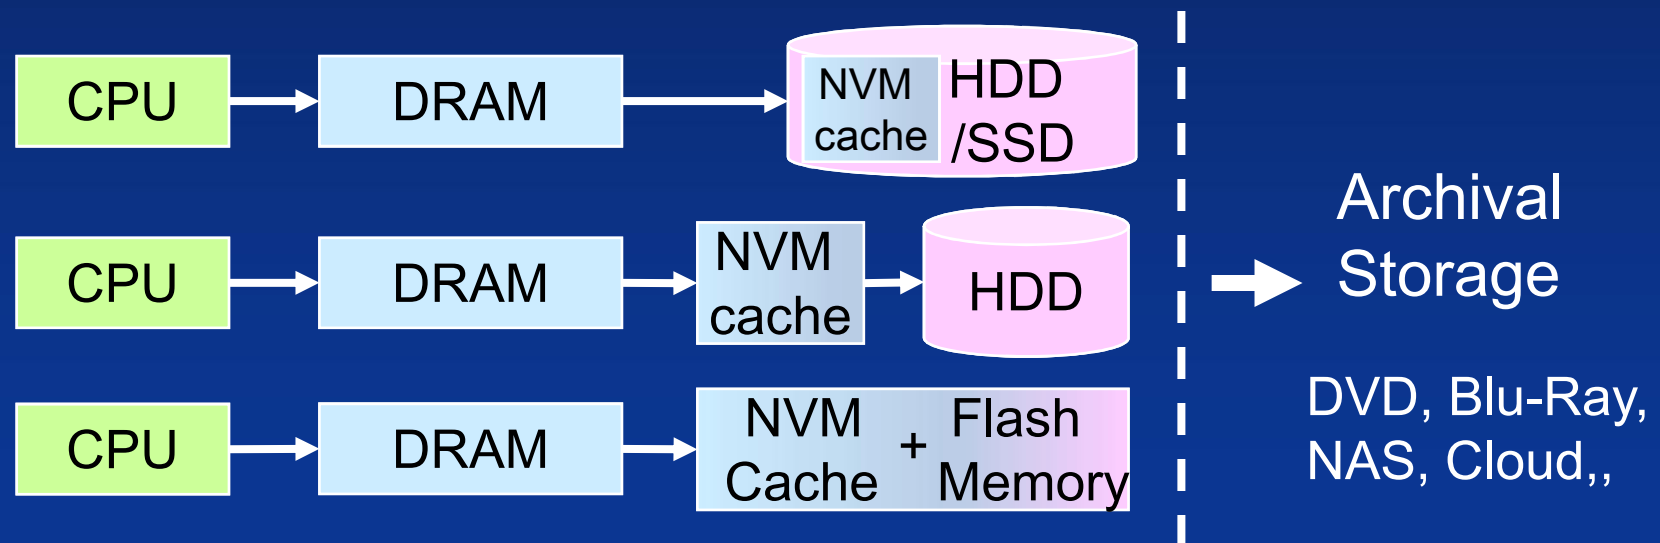 CPU
DRAM
NVM
cache
HDD
/SSD
CPU
DRAM
NVM
cache
HDD
CPU
DRAM
NVM
Cache
+
Flash
Memory
Archival
Storage
DVD, Blu-Ray,
NAS, Cloud,,